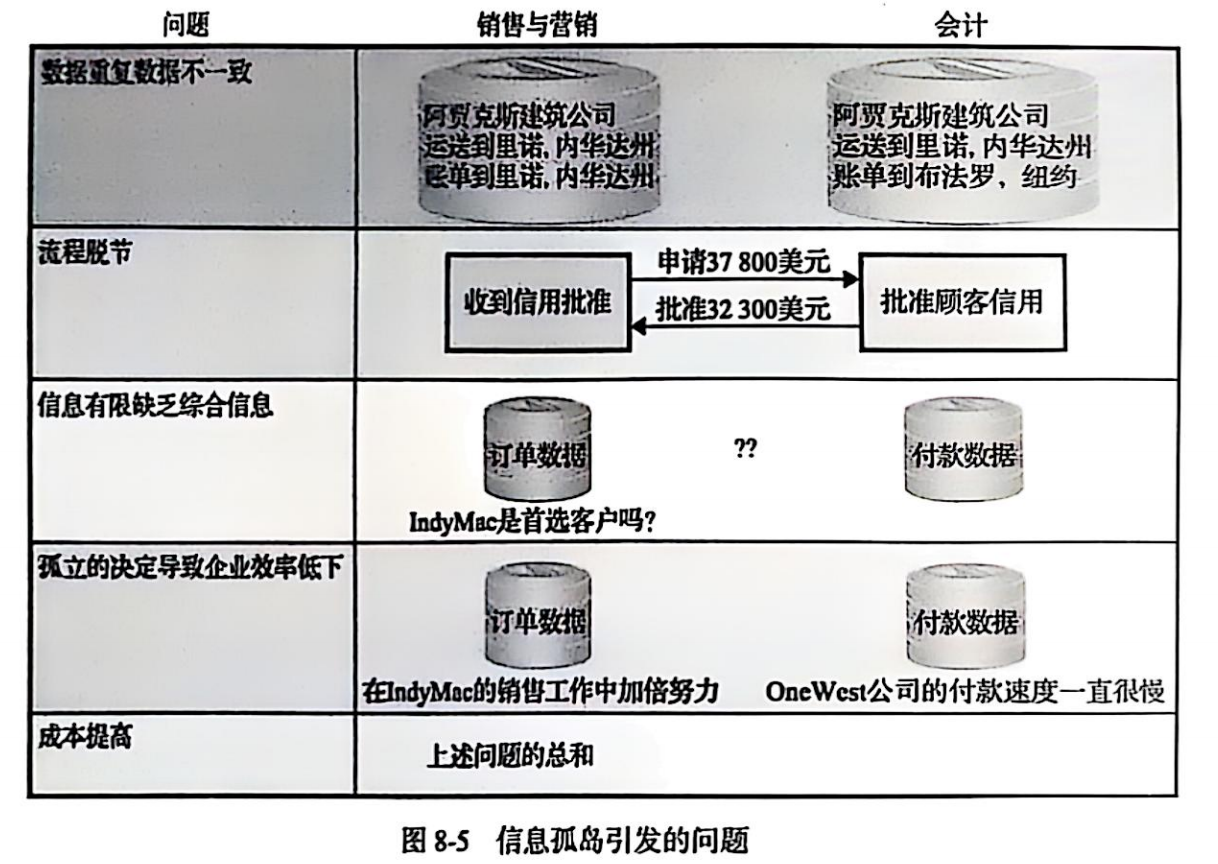 问题 销售与营销 会计
数据重复数据不一致
阿贾克斯建筑公司
运送到里诺, 内华达州
账单到里诺, 内华达州
阿贾克斯建筑公司
运送到里诺, 内华达州
账单到布法罗、纽约
流程脱节
收到信用批准
申请37 800美元
批准32 300美元
批准顾客信用
信息有限缺乏综合信息
订单数据
??
付款数据
IndyMac是首选客户吗?
孤立的决定导致企业效率低下
订单数据
付款数据
在IndyMac的销售工作中加倍努力
OneWest公司的付款速度一直很慢
成本提高
上述问题的总和
图 8-5 信息孤岛引发的问题